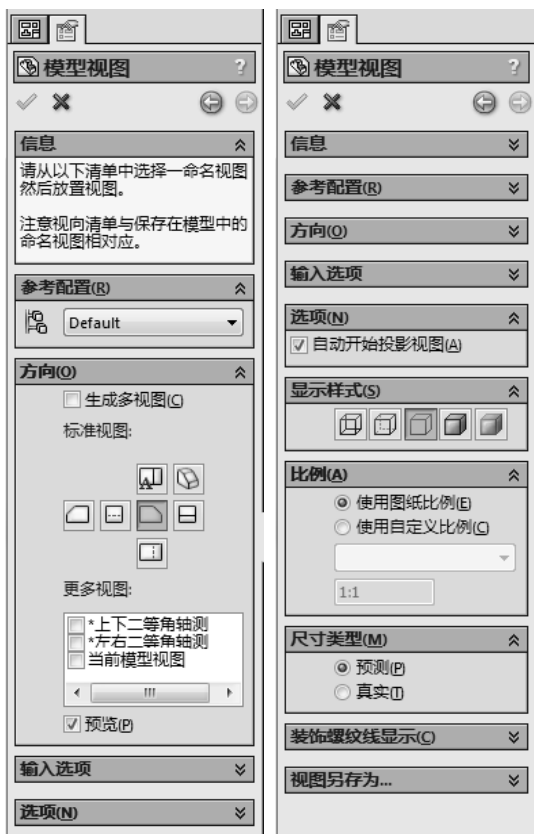 模型视图
?
信息
请从以下清单中选择一命名视图
然后放置视图。
注意视向清单与保存在模型中的
命名视图相对应。
参考配置(R)
Default
方向(O)
生成多视图(C)
标准视图:
更多视图:
*上下二等角轴测
*左右二等角轴测
当前模型视图
预览(P)
输入选项
选项(N)
模型视图
?
信息
参考配置(R)
方向(O)
输入选项
选项(N)
自动开始投影视图(A)
显示样式(S)
比例(A)
使用图纸比例(E)
使用自定义比例(C)
1:1
尺寸类型(M)
预测(P)
真实(T)
装饰螺纹线显示(C)
视图另存为...